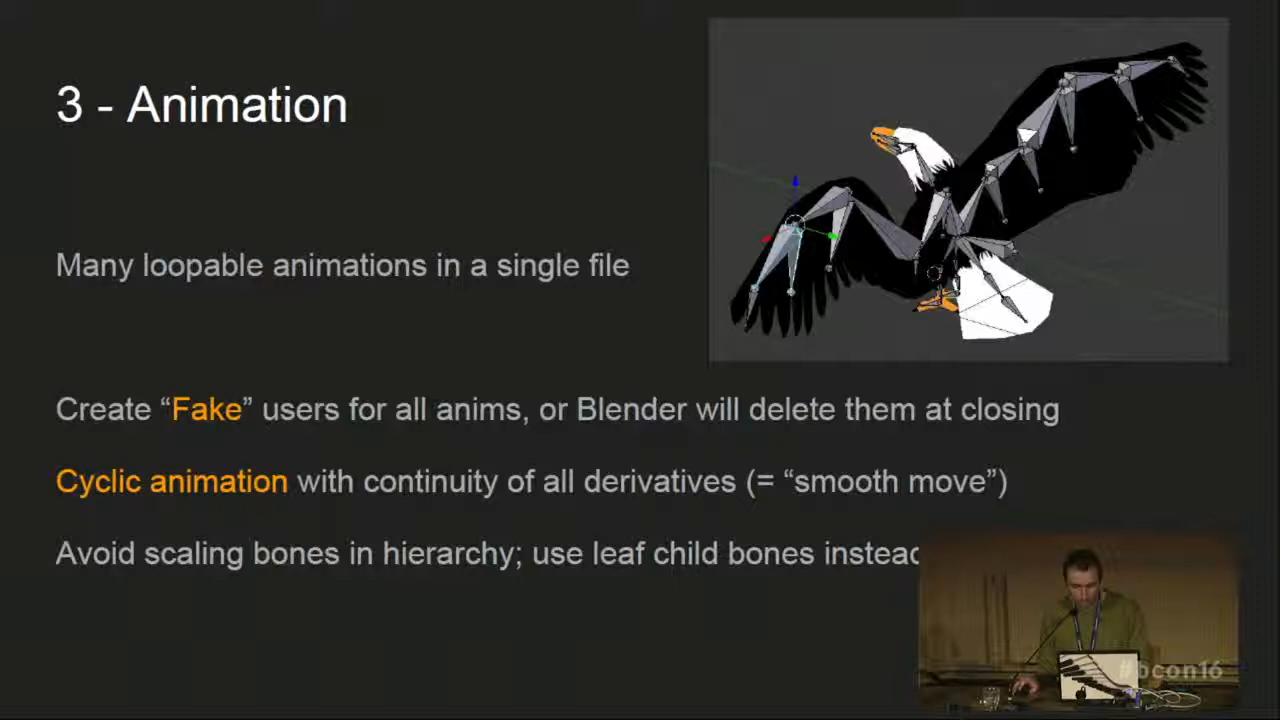 3 - Animation
Many loopable animations in a single file
Create “Fake” users for all anims, or Blender will delete them at closing
Cyclic animation with continuity of all derivatives (= “smooth move”)
Avoid scaling bones in hierarchy; use leaf child bones instead
#bcon16